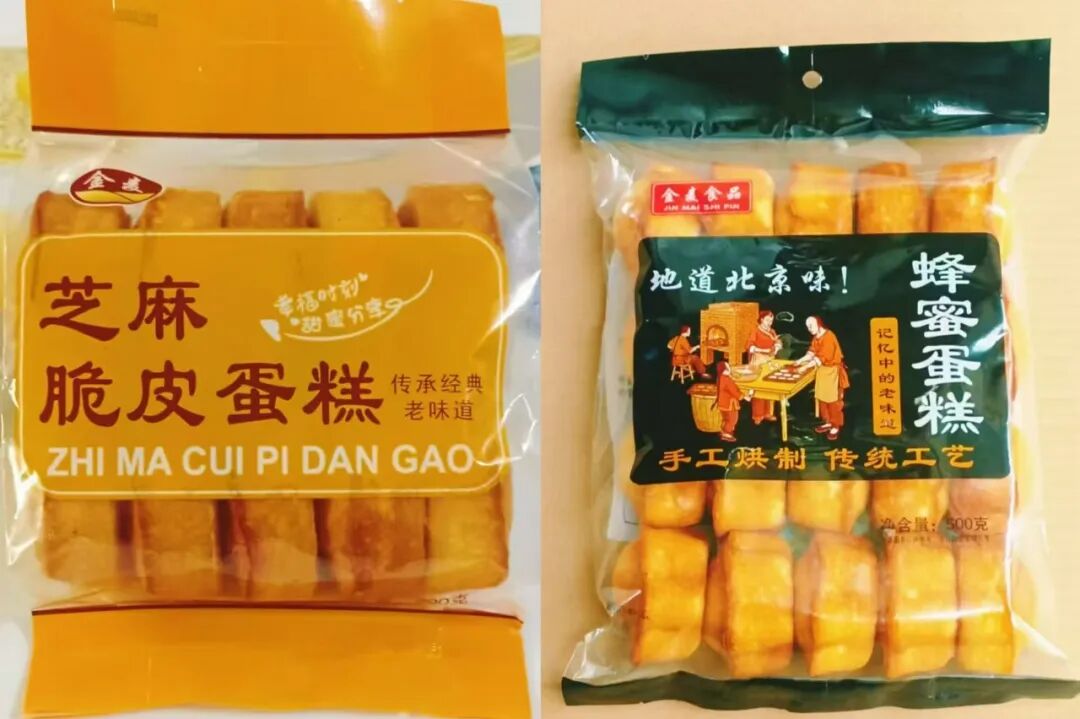 金麦
芝麻
脆皮蛋糕
幸福时刻
甜蜜分享
传承经典
老味道
ZHI MA CUI PI DAN GAO
金麦食品
JIN MAI SHI PIN
地道北京味!
蜂蜜蛋糕
记忆中的老味道
手工烘制 传统工艺
净含量:500克